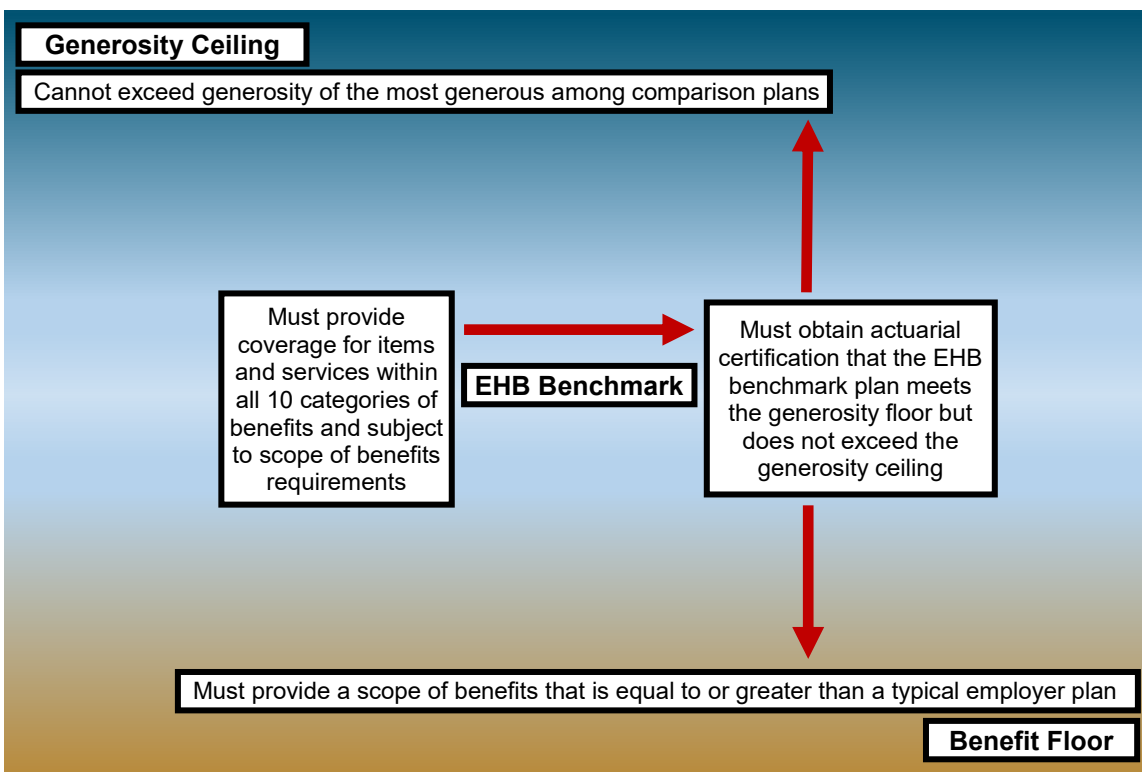 Generosity Ceiling
Cannot exceed generosity of the most generous among comparison plans
Must provide
coverage for items
and services within
all 10 categories of
benefits and subject
to scope of benefits
requirements
EHB Benchmark
Must obtain actuarial
certification that the EHB
benchmark plan meets
the generosity floor but
does not exceed the
generosity ceiling
Must provide a scope of benefits that is equal to or greater than a typical employer plan
Benefit Floor